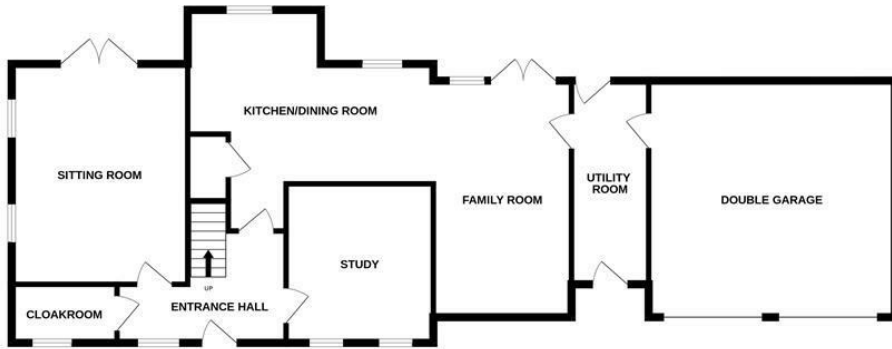 KITCHEN/DINING ROOM
SITTING ROOM
UTILITY
ROOM
FAMILY ROOM
DOUBLE GARAGE
STUDY
UP
ENTRANCE HALL
CLOAKROOM